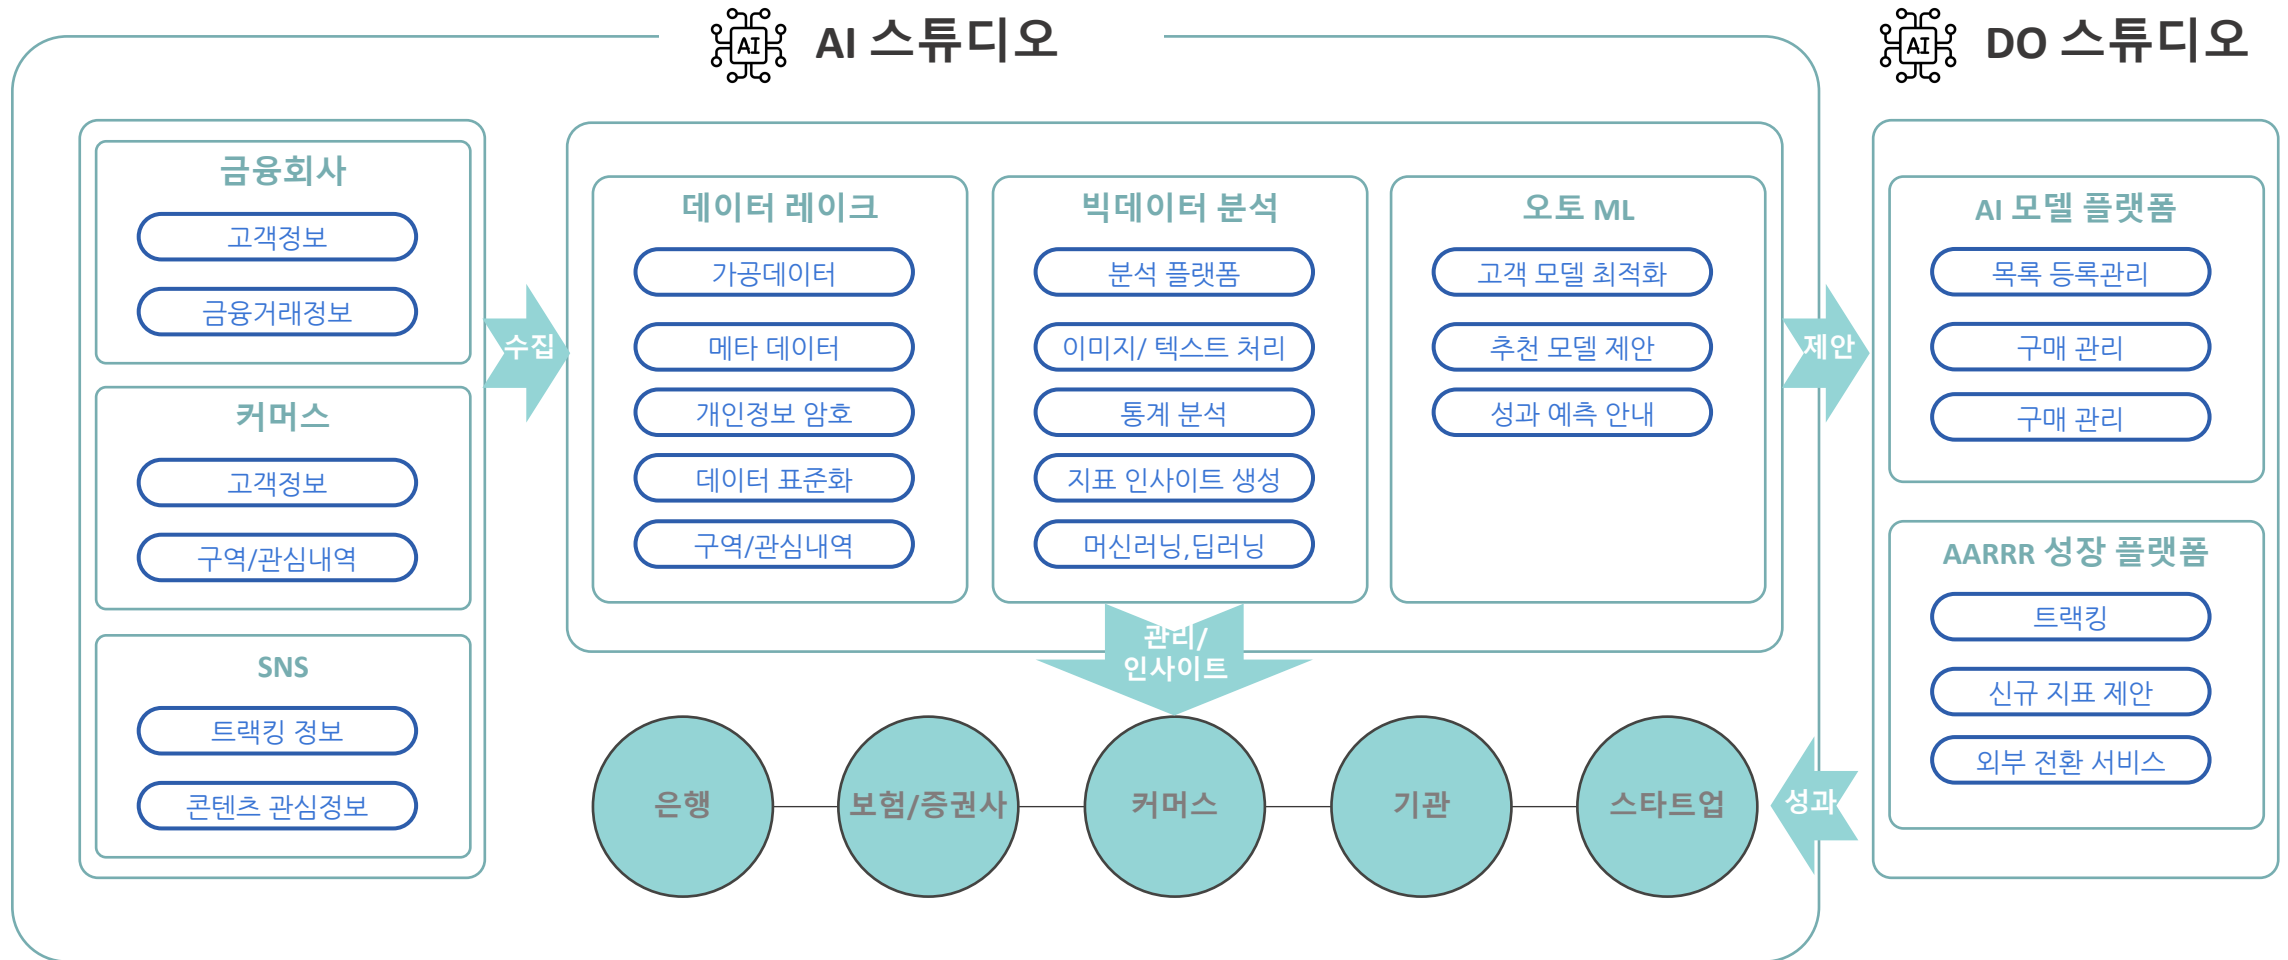 AI 스튜디오
DO 스튜디오
금융회사
고객정보
금융거래정보
커머스
고객정보
구역/관심내역
SNS
트랙킹 정보
콘텐츠 관심정보
수집
데이터 레이크
가공데이터
메타 데이터
개인정보 암호
데이터 표준화
구역/관심내역
빅데이터 분석
분석 플랫폼
이미지/ 텍스트 처리
통계 분석
지표 인사이트 생성
머신러닝,딥러닝
오토 ML
고객 모델 최적화
추천 모델 제안
성과 예측 안내
관리/
인사이트
은행
보험/증권사
커머스
기관
스타트업
제안
AI 모델 플랫폼
목록 등록관리
구매 관리
구매 관리
AARRR 성장 플랫폼
트랙킹
신규 지표 제안
외부 전환 서비스
성과
AI
AI